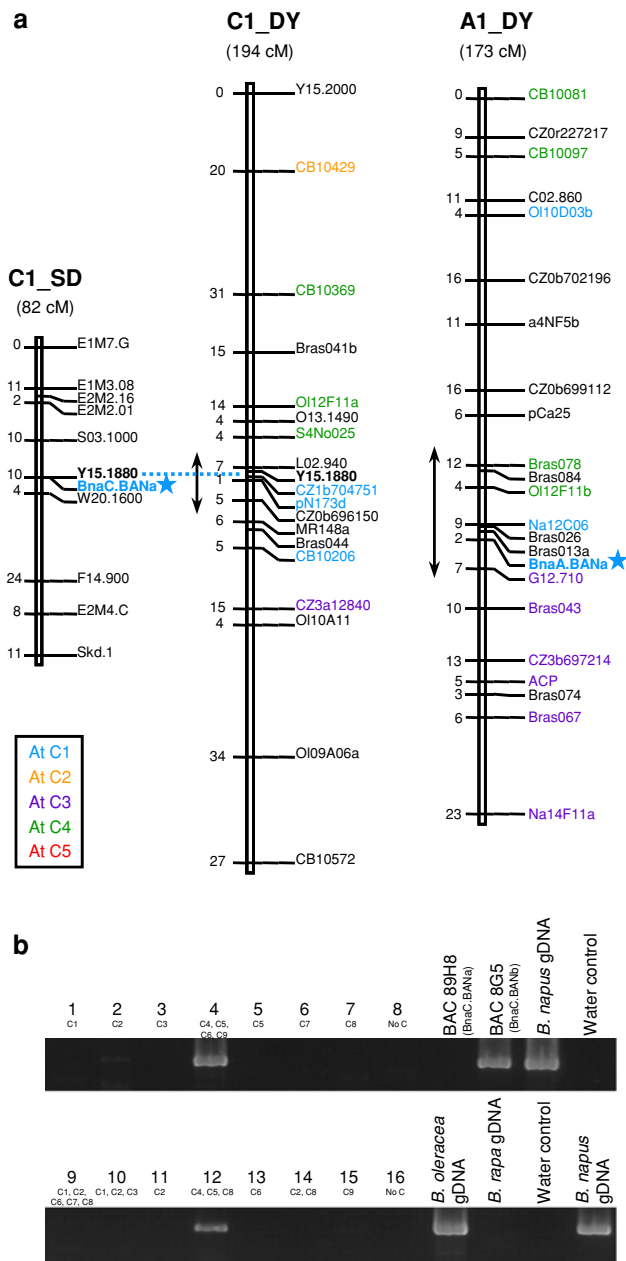 a
C1_DY
(194 cM)
A1_DY
(173 cM)
C1_SD
(82 cM)
0 E1M7.G
11 E1M3.08
2 E2M2.16
E2M2.01
10 S03.1000
10 Y15.1880
BnaC.BANa
4 W20.1600
24 F14.900
8 E2M4.C
11 Skd.1
0 Y15.2000
20 CB10429
31 CB10369
15 Bras041b
14 Ol12F11a
4 O13.1490
4 S4No025
7 L02.940
Y15.1880
1 CZ1b704751
pN173d
5 CZ0b696150
6 MR148a
Bras044
5 CB10206
15 CZ3a12840
4 Ol10A11
34 Ol09A06a
27 CB10572
0 CB10081
9 CZ0r227217
5 CB10097
11 C02.860
4 Ol10D03b
16 CZ0b702196
11 a4NF5b
16 CZ0b699112
6 pCa25
12 Bras078
Bras084
4 Ol12F11b
9 Na12C06
Bras026
2 Bras013a
BnaA.BANa
7 G12.710
10 Bras043
13 CZ3b697214
5 ACP
3 Bras074
6 Bras067
23 Na14F11a
At C1
At C2
At C3
At C4
At C5
b
1 2 3 4 5 6 7 8
C1 C2 C3 C4, C5, C6, C9 C5 C7 C8 No C
BAC 89H8
(BnaC.BANa)
BAC 8G5
(BnaC.BANb)
B. napus gDNA
Water control
9 10 11 12 13 14 15 16
C1, C2, C6, C7, C8 C1, C2, C3 C2 C4, C5, C8 C6 C2, C8 C9 No C
B. oleracea
gDNA
B. rapa gDNA
Water control
B. napus
gDNA